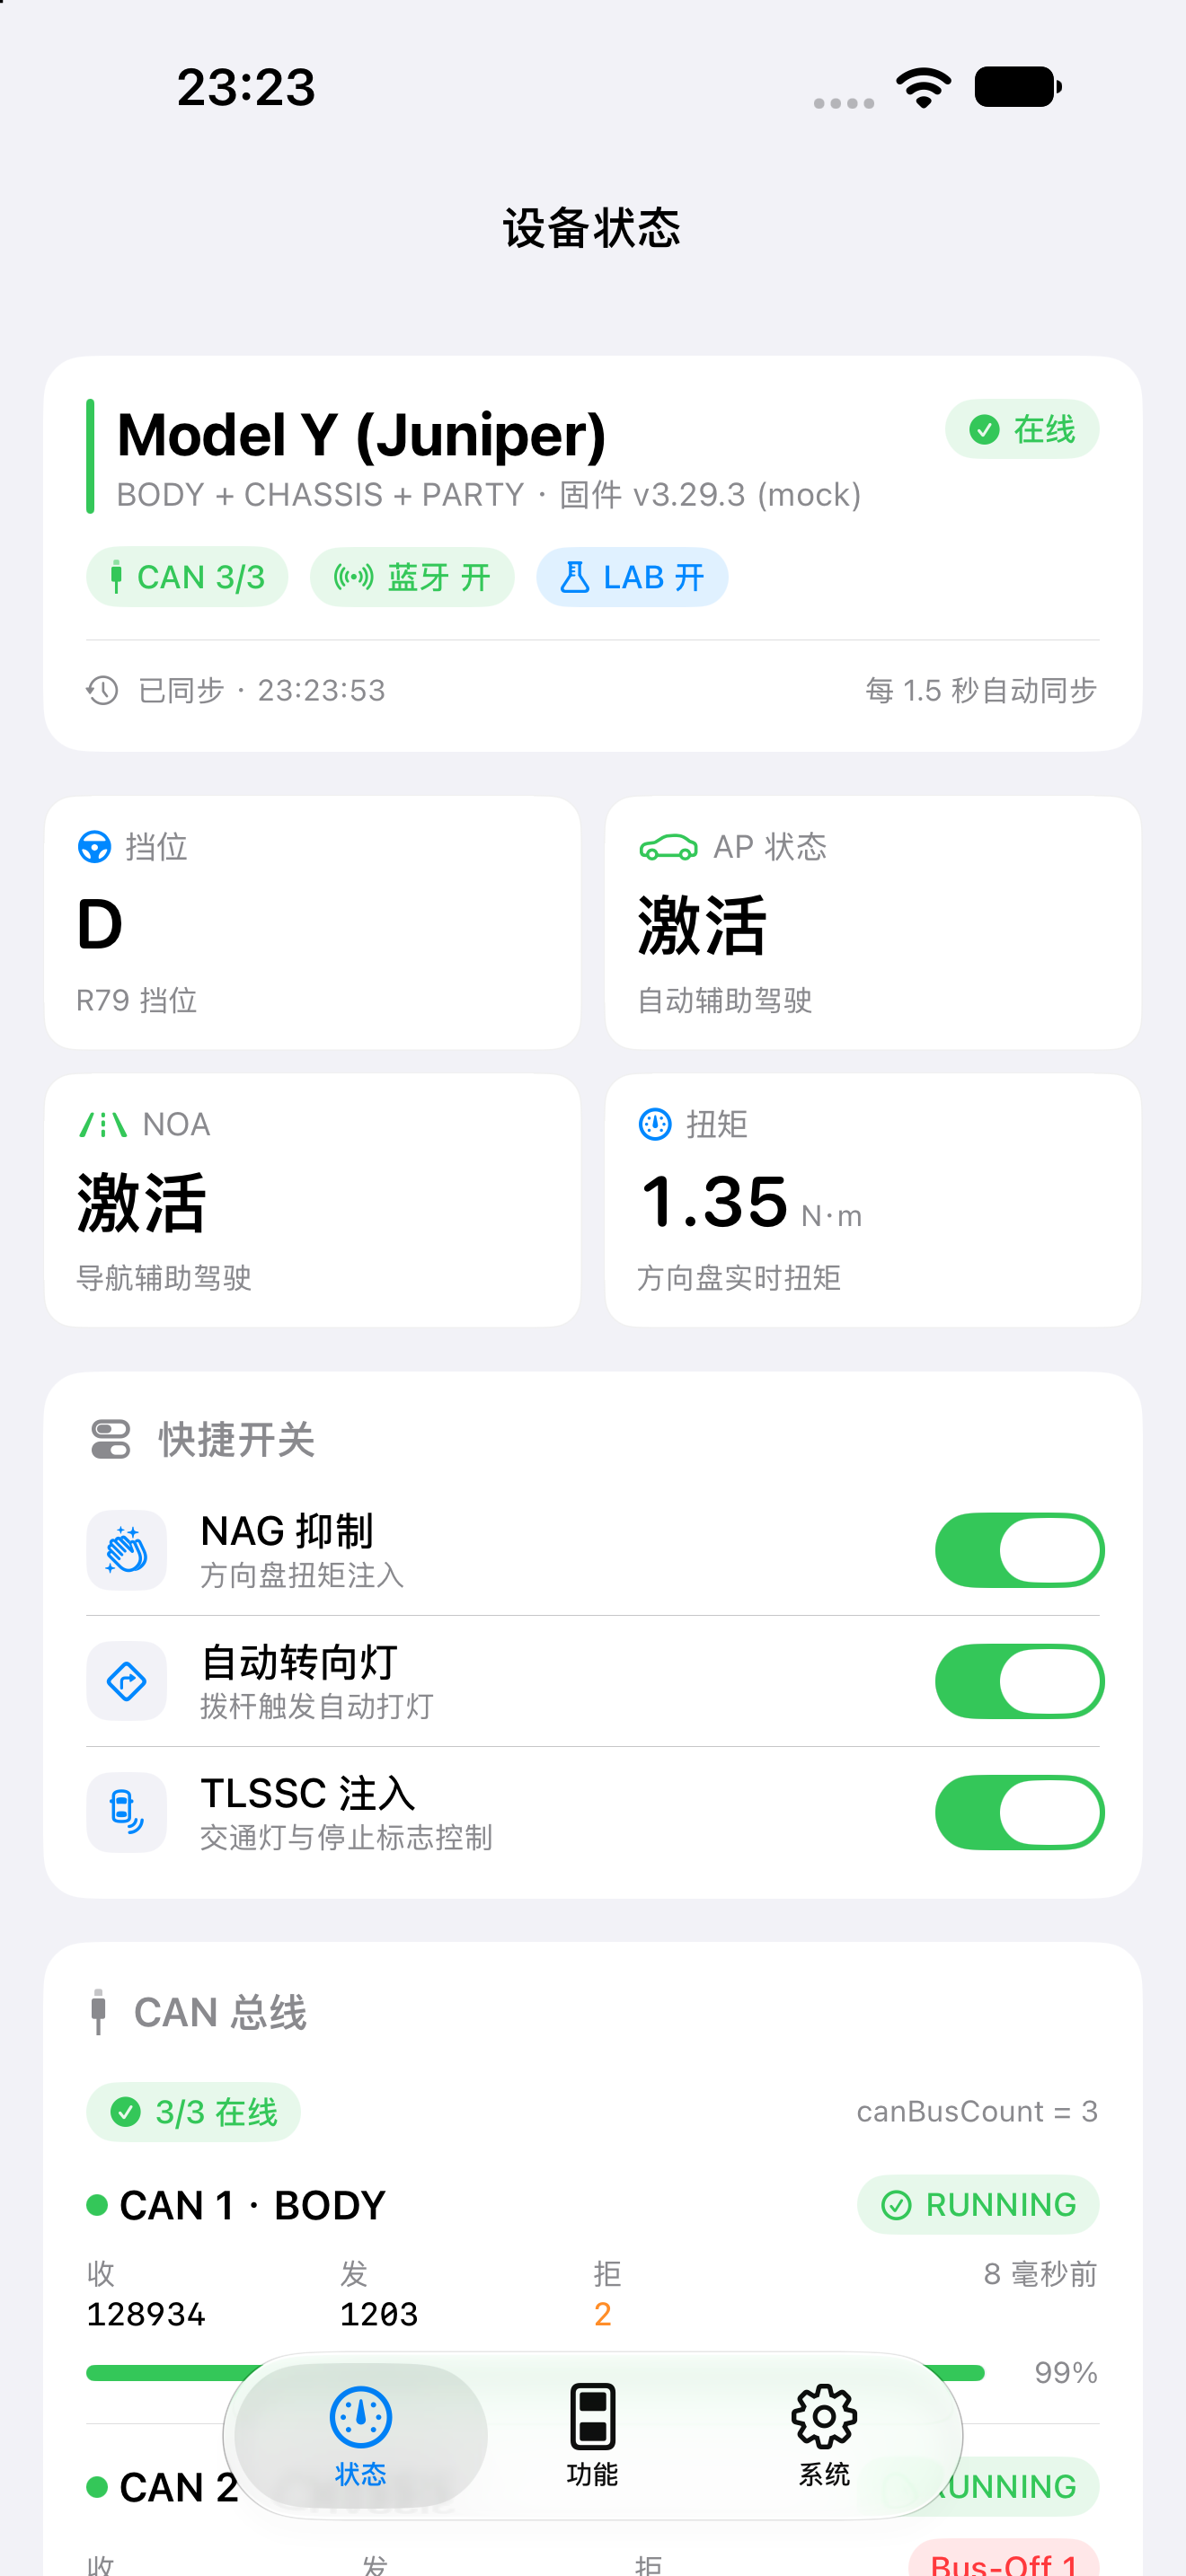 23:23
设备状态
Model Y (Juniper)
在线
BODY + CHASSIS + PARTY · 固件 v3.29.3 (mock)
CAN 3/3
蓝牙 开
LAB 开
已同步 · 23:23:53
每 1.5 秒自动同步
挡位
D
R79 挡位
AP 状态
激活
自动辅助驾驶
NOA
激活
导航辅助驾驶
扭矩
1.35 N·m
方向盘实时扭矩
快捷开关
NAG 抑制
方向盘扭矩注入
自动转向灯
拨杆触发自动打灯
TLSSC 注入
交通灯与停止标志控制
CAN 总线
3/3 在线
canBusCount = 3
CAN 1 · BODY
RUNNING
收
发
拒
8 毫秒前
128934
1203
2
99%
CAN 2
RUNNING
收
发
拒
Bus-Off 1
状态
功能
系统